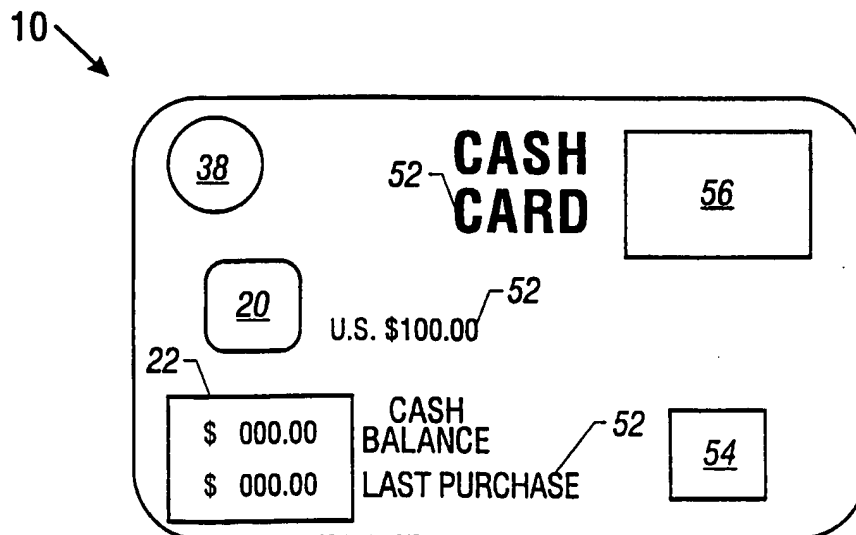 10
38
CASH
52 CARD
56
20
U.S. $100.00 52
22
$ 000.00 CASH BALANCE
$ 000.00 LAST PURCHASE 52
54